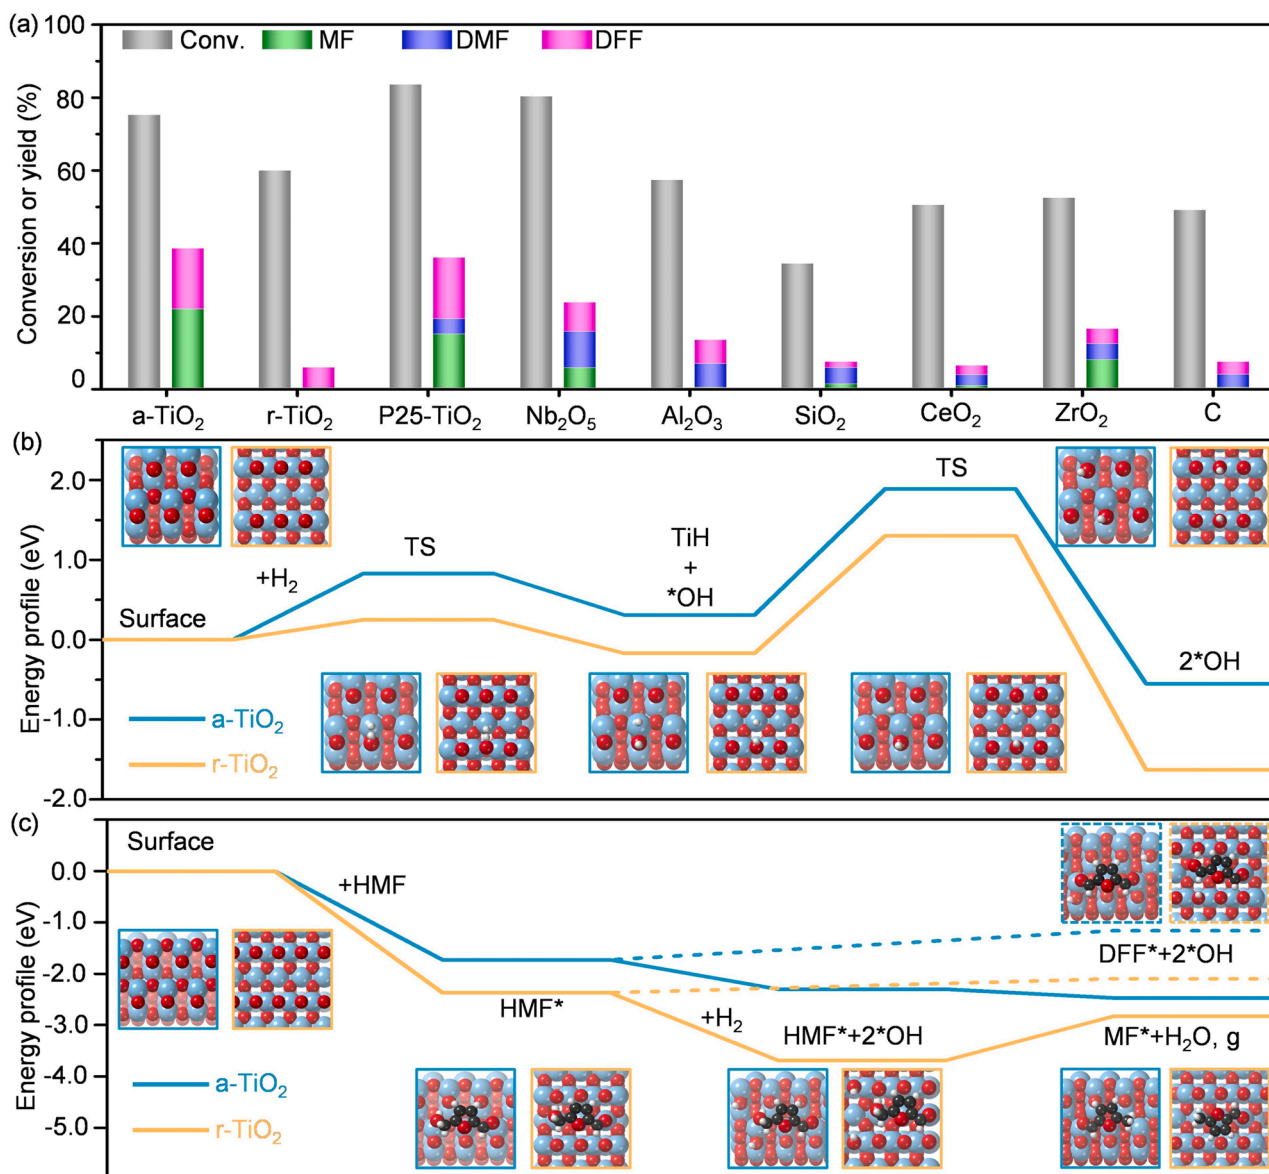 (a)
100
80
60
40
20
0
Conversion or yield (%)
Conv. MF DMF DFF
a-TiO₂ r-TiO₂ P25-TiO₂ Nb₂O₅ Al₂O₃ SiO₂ CeO₂ ZrO₂ C
(b)
2.0
1.0
0.0
-1.0
-2.0
Energy profile (eV)
Surface
+H₂
TS
TiH
+
*OH
TS
2*OH
a-TiO₂
r-TiO₂
(c)
0.0
-1.0
-2.0
-3.0
-4.0
-5.0
Energy profile (eV)
Surface
+HMF
HMF*
+H₂
HMF*+2*OH
DFF*+2*OH
MF*+H₂O, g
a-TiO₂
r-TiO₂